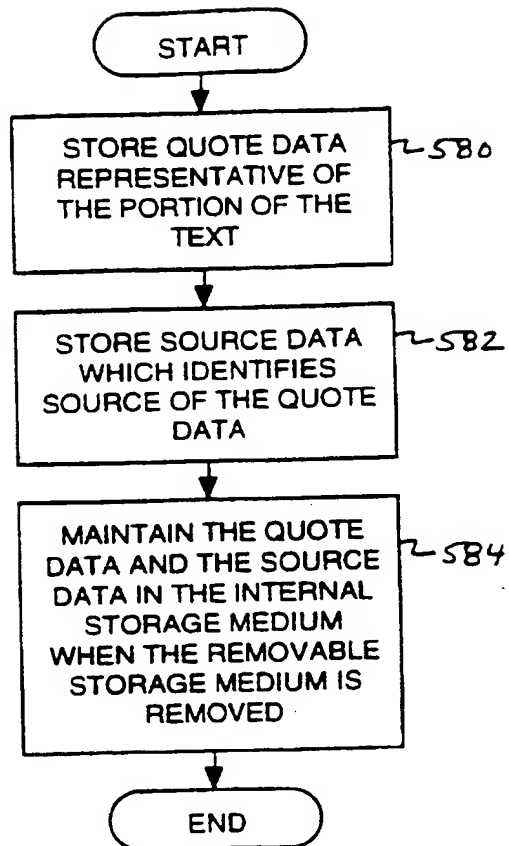 START
STORE QUOTE DATA
REPRESENTATIVE OF
THE PORTION OF THE
TEXT
580
STORE SOURCE DATA
WHICH IDENTIFIES
SOURCE OF THE QUOTE
DATA
582
MAINTAIN THE QUOTE
DATA AND THE SOURCE
DATA IN THE INTERNAL
STORAGE MEDIUM
WHEN THE REMOVABLE
STORAGE MEDIUM IS
REMOVED
584
END